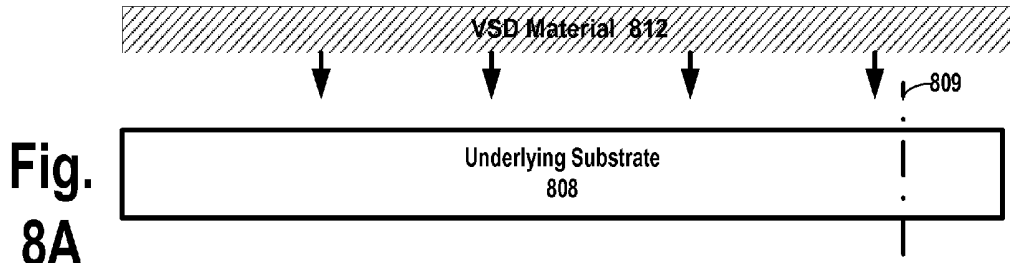 VSD Material 812
809
Underlying Substrate
808
Fig.
8A